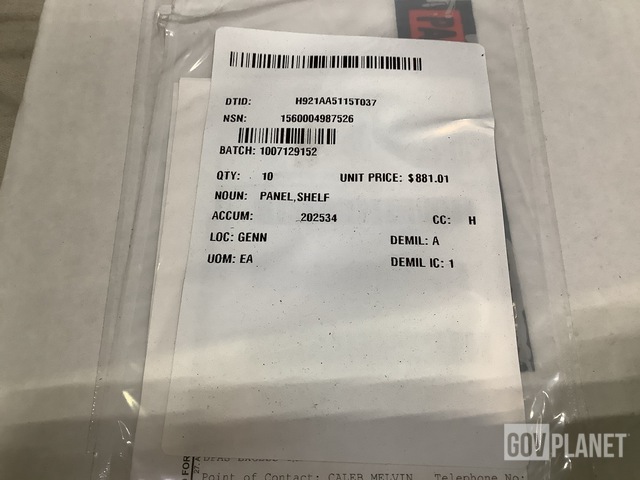 DTID: H921AA5115T037
NSN: 1560004987526
BATCH: 1007129152
QTY: 10 UNIT PRICE: $881.01
NOUN: PANEL,SHELF
ACCUM: 202534 CC: H
LOC: GENN DEMIL: A
UOM: EA DEMIL IC: 1
GOVPLANET
Point of Contact: CALEB MELVIN Telephone No: